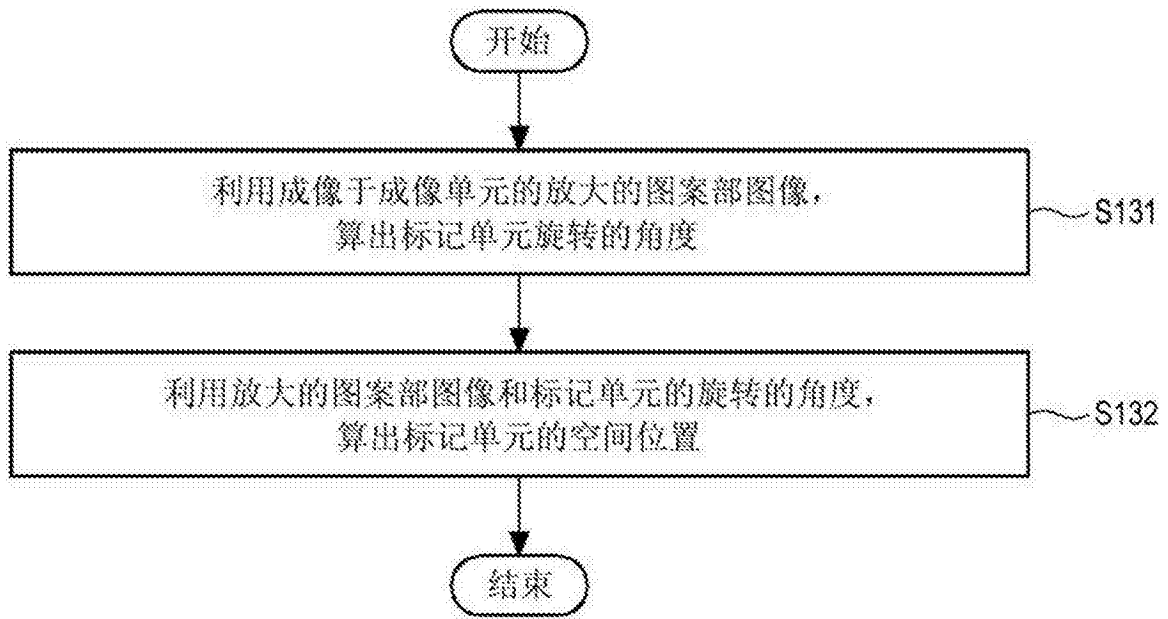 开始
利用成像于成像单元的放大的图案部图像，
算出标记单元旋转的角度
S131
利用放大的图案部图像和标记单元的旋转的角度，
算出标记单元的空间位置
S132
结束